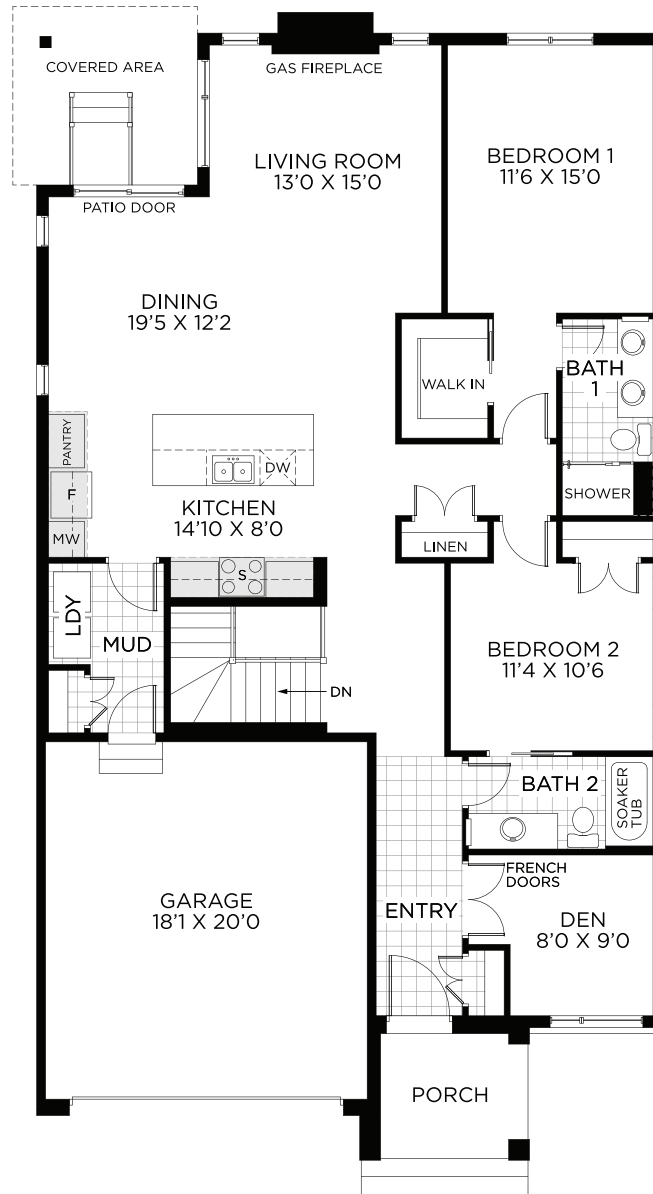 COVERED AREA
GAS FIREPLACE
LIVING ROOM
13'0 X 15'0
BEDROOM 1
11'6 X 15'0
PATIO DOOR
DINING
19'5 X 12'2
WALK IN
BATH
1
PANTRY
F
MW
DW
KITCHEN
14'10 X 8'0
SHOWER
LINEN
S
LDY
MUD
DN
BEDROOM 2
11'4 X 10'6
BATH 2
SOAKER
TUB
FRENCH
DOORS
GARAGE
18'1 X 20'0
ENTRY
DEN
8'0 X 9'0
PORCH